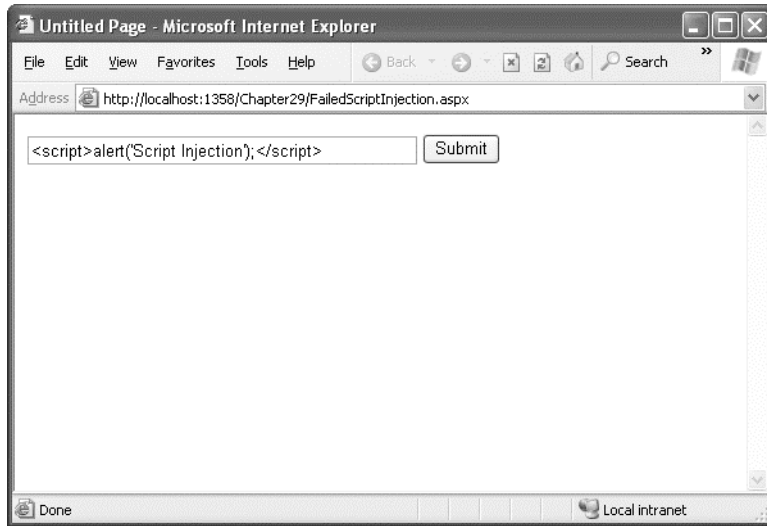 Untitled Page - Microsoft Internet Explorer
File Edit View Favorites Tools Help Back Search »
Address http://localhost:1358/Chapter29/FailedScriptInjection.aspx
<script>alert('Script Injection');</script> Submit
Done Local intranet